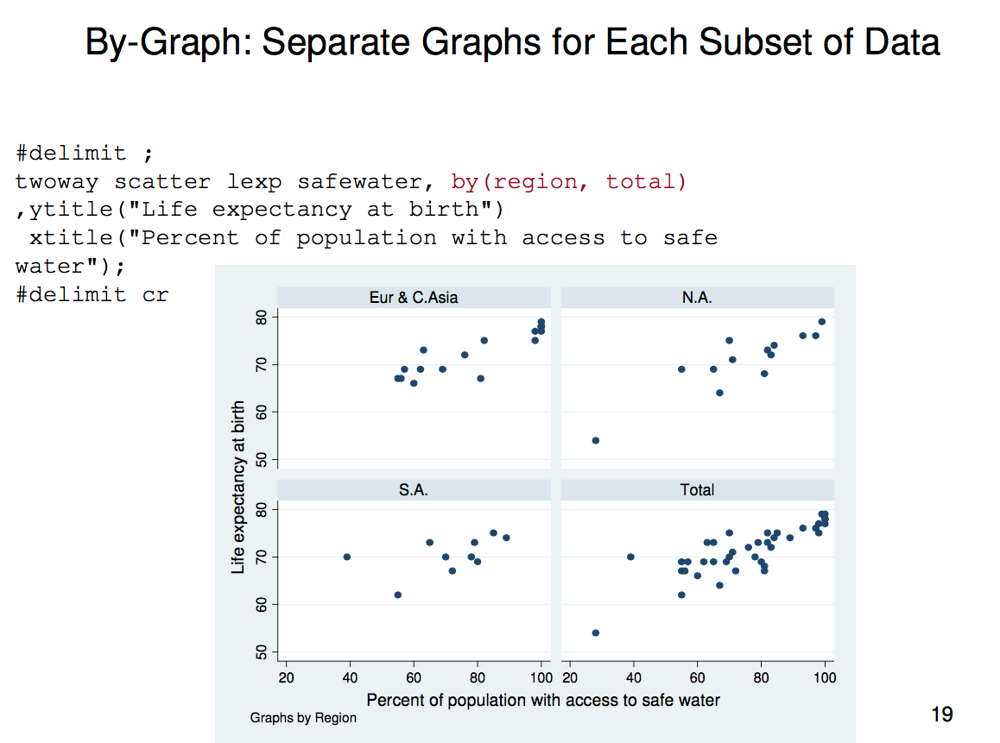 By-Graph: Separate Graphs for Each Subset of Data
#delimit ;
twoway scatter lexp safewater, by(region, total)
,ytitle("Life expectancy at birth")
 xtitle("Percent of population with access to safe
water");
#delimit cr
Eur & C.Asia
N.A.
80
70
60
50
S.A.
Total
80
70
60
50
Life expectancy at birth
20 40 60 80 100 20 40 60 80 100
Percent of population with access to safe water
Graphs by Region
19